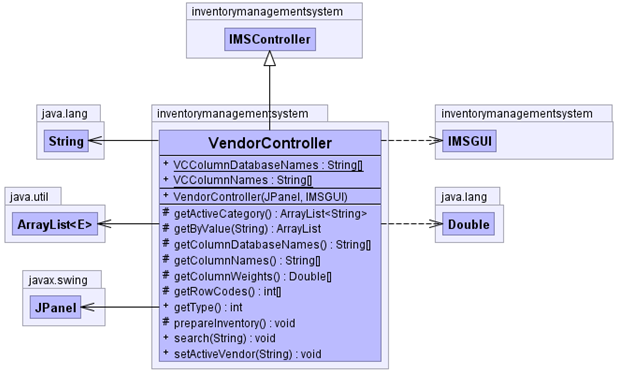 inventorymanagementsystem
IMSController
java.lang
String
inventorymanagementsystem
VendorController
+ VCColumnDatabaseNames : String[]
+ VCColumnNames : String[]
+ VendorController(JPanel, IMSGUI)
# getActiveCategory() : ArrayList<String>
# getByValue(String) : ArrayList
# getColumnDatabaseNames() : String[]
# getColumnNames() : String[]
# getColumnWeights() : Double[]
# getRowCodes() : int[]
+ getType() : int
# prepareInventory() : void
+ search(String) : void
+ setActiveVendor(String) : void
inventorymanagementsystem
IMSGUI
java.util
ArrayList<E>
java.lang
Double
javax.swing
JPanel